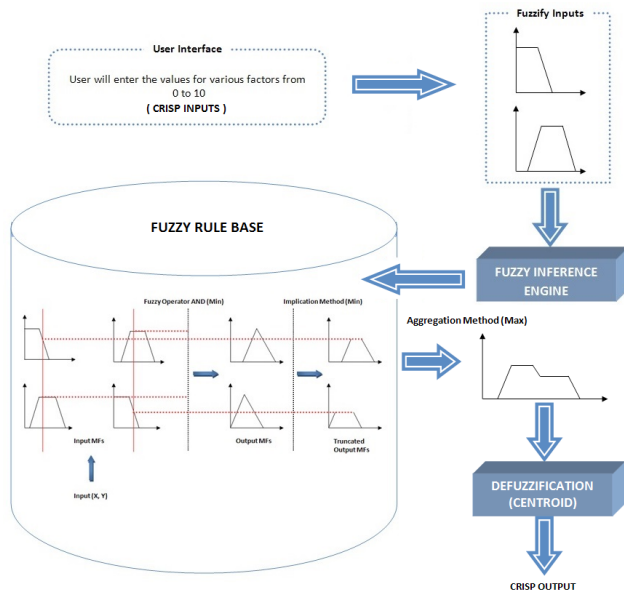 User Interface
User will enter the values for various factors from
0 to 10
( CRISP INPUTS )
Fuzzify Inputs
FUZZY RULE BASE
FUZZY INFERENCE
ENGINE
Fuzzy Operator AND (Min)
Implication Method (Min)
Aggregation Method (Max)
Input MFs
Output MFs
Truncated
Output MFs
Input (X, Y)
DEFUZZIFICATION
(CENTROID)
CRISP OUTPUT